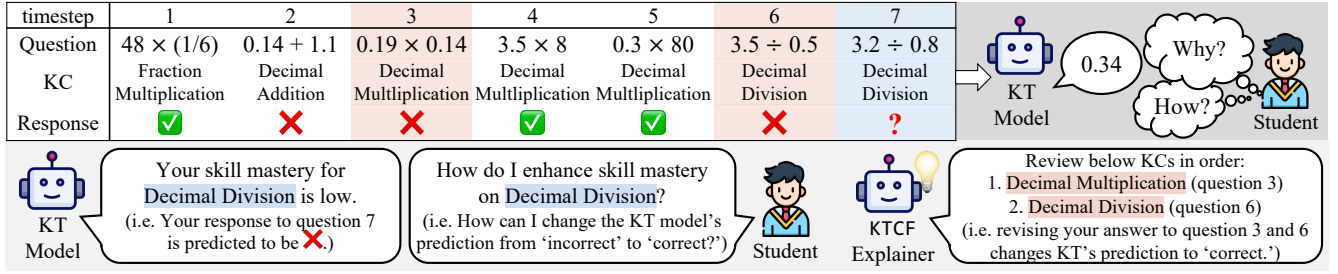 timestep 1 2 3 4 5 6 7
Question 48 × (1/6) 0.14 + 1.1 0.19 × 0.14 3.5 × 8 0.3 × 80 3.5 ÷ 0.5 3.2 ÷ 0.8
KC Fraction Multiplication Decimal Addition Decimal Multliplication Decimal Multliplication Decimal Multliplication Decimal Division Decimal Division
Response ✅ ❌ ❌ ✅ ✅ ❌ ?
KT
Model
0.34
Why?
How?
Student
KT
Model
Your skill mastery for
Decimal Division is low.
(i.e. Your response to question 7
is predicted to be ❌.)
How do I enhance skill mastery
on Decimal Division?
(i.e. How can I change the KT model's
prediction from 'incorrect' to 'correct?')
Student
KTCF
Explainer
Review below KCs in order:
1. Decimal Multiplication (question 3)
2. Decimal Division (question 6)
(i.e. revising your answer to question 3 and 6
changes KT's prediction to 'correct.')